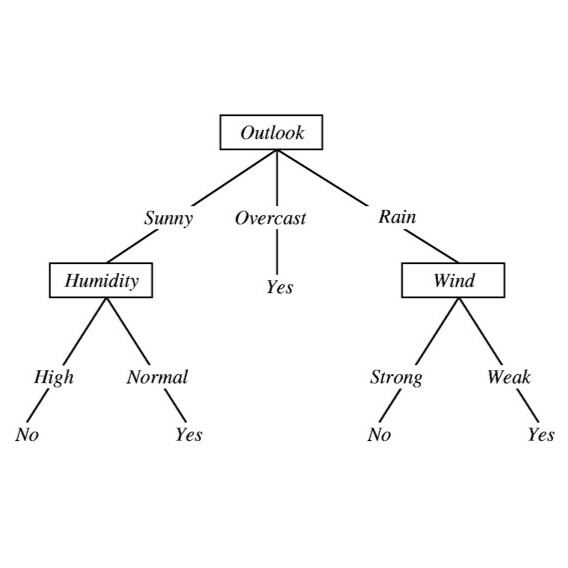 Outlook
Sunny Overcast Rain
Humidity Yes Wind
High Normal Strong Weak
No Yes No Yes